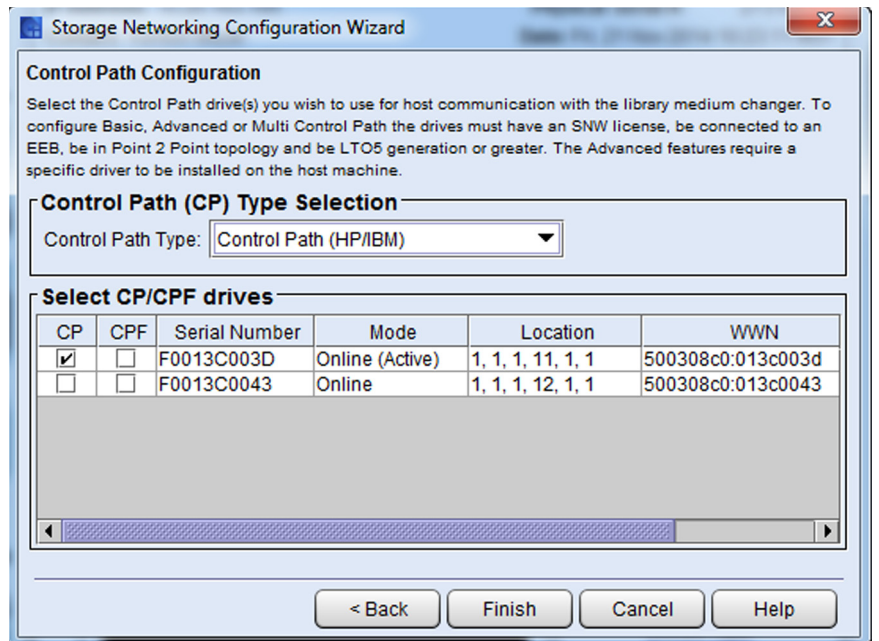 Storage Networking Configuration Wizard
Control Path Configuration
Select the Control Path drive(s) you wish to use for host communication with the library medium changer. To
configure Basic, Advanced or Multi Control Path the drives must have an SNW license, be connected to an
EEB, be in Point 2 Point topology and be LTO5 generation or greater. The Advanced features require a
specific driver to be installed on the host machine.
Control Path (CP) Type Selection
Control Path Type: Control Path (HP/IBM)
Select CP/CPF drives
CP CPF Serial Number Mode Location WWN
F0013C003D Online (Active) 1, 1, 1, 11, 1, 1 500308c0:013c003d
F0013C0043 Online 1, 1, 1, 12, 1, 1 500308c0:013c0043
< Back Finish Cancel Help